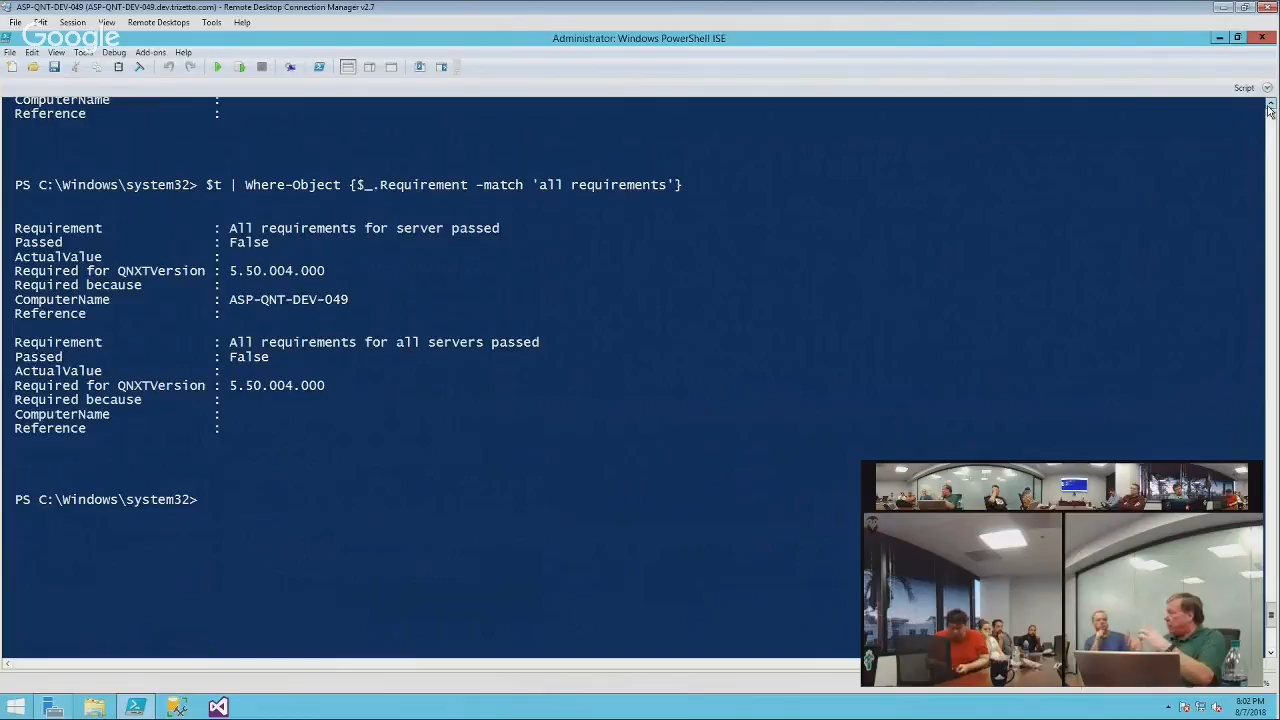 ASP-QNT-DEV-049 (ASP-QNT-DEV-049.dev.trizetto.com) - Remote Desktop Connection Manager v2.7
File Edit Session View Remote Desktops Tools Help
Google
Administrator: Windows PowerShell ISE
File Edit View Tools Debug Add-ons Help
Script
ComputerName
Reference :
PS C:\Windows\system32> $t | Where-Object {$_.Requirement -match 'all requirements'}
Requirement : All requirements for server passed
Passed : False
ActualValue :
Required for QNXTVersion : 5.50.004.000
Required because :
ComputerName : ASP-QNT-DEV-049
Reference :
Requirement : All requirements for all servers passed
Passed : False
ActualValue :
Required for QNXTVersion : 5.50.004.000
Required because :
ComputerName :
Reference :
PS C:\Windows\system32>
8:02 PM
8/7/2018